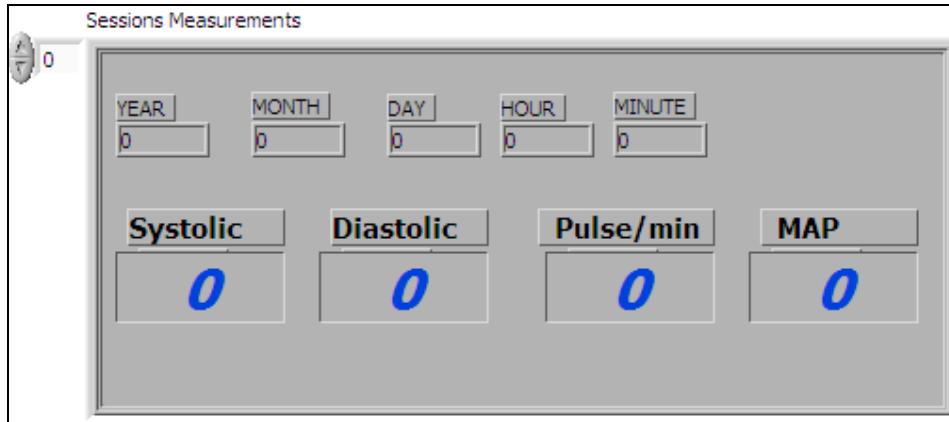 Sessions Measurements
0
YEAR MONTH DAY HOUR MINUTE
0 0 0 0 0
Systolic Diastolic Pulse/min MAP
0 0 0 0